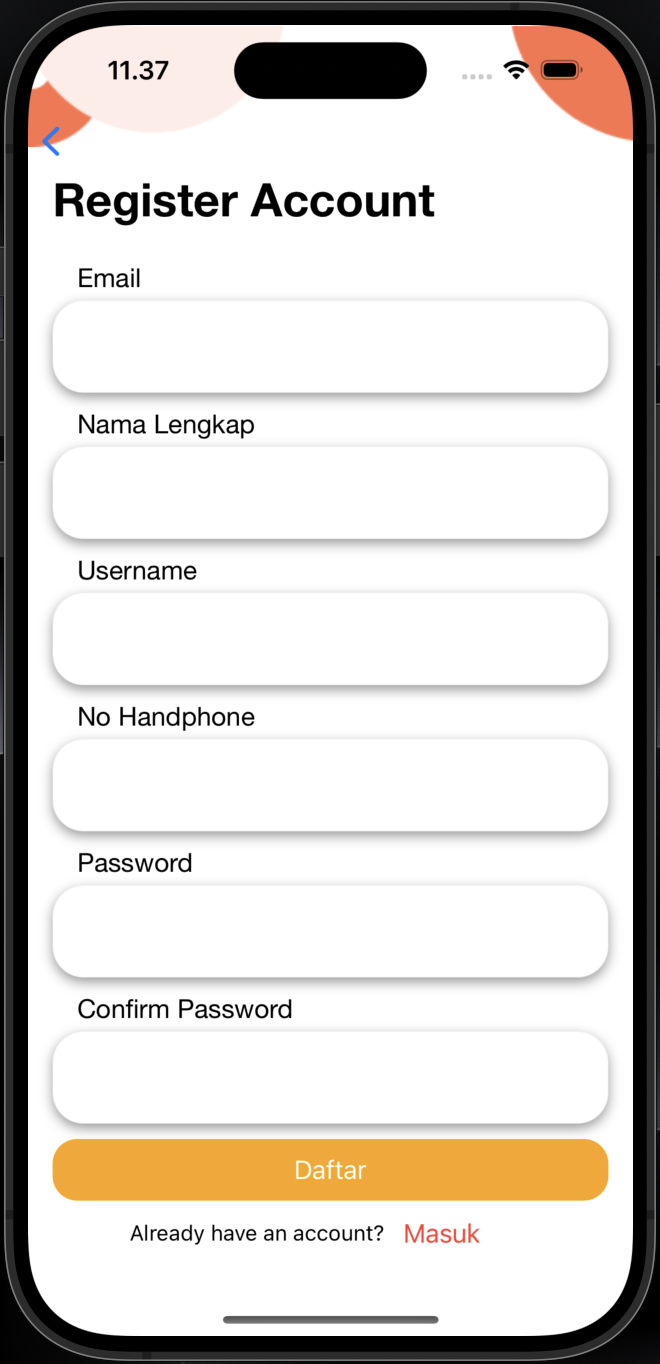 11.37
Register Account
Email
Nama Lengkap
Username
No Handphone
Password
Confirm Password
Daftar
Already have an account? Masuk